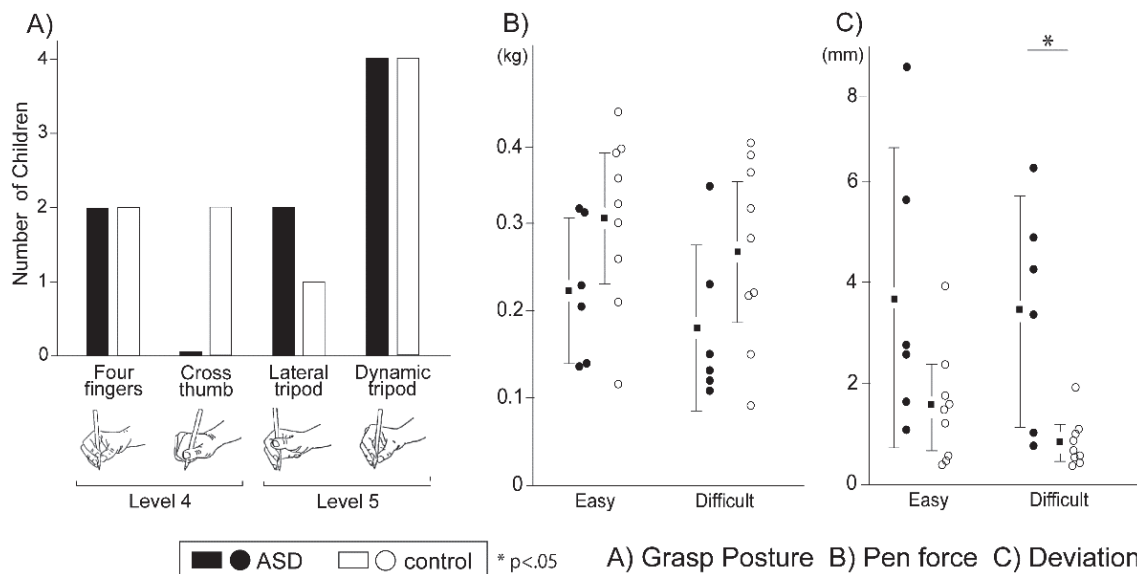 A)
Number of Children
4
2
2
0
Four fingers
Cross thumb
Lateral tripod
Dynamic tripod
Level 4
Level 5
B)
(kg)
0.4
0.3
0.2
0.1
0
Easy
Difficult
C)
(mm)
*
8
6
4
2
0
Easy
Difficult
ASD
control
* p<.05
A) Grasp Posture B) Pen force C) Deviation